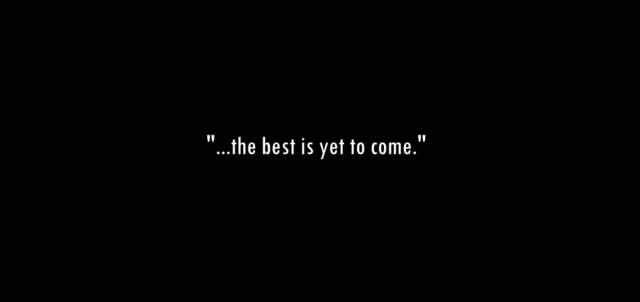 "...the best is yet to come."